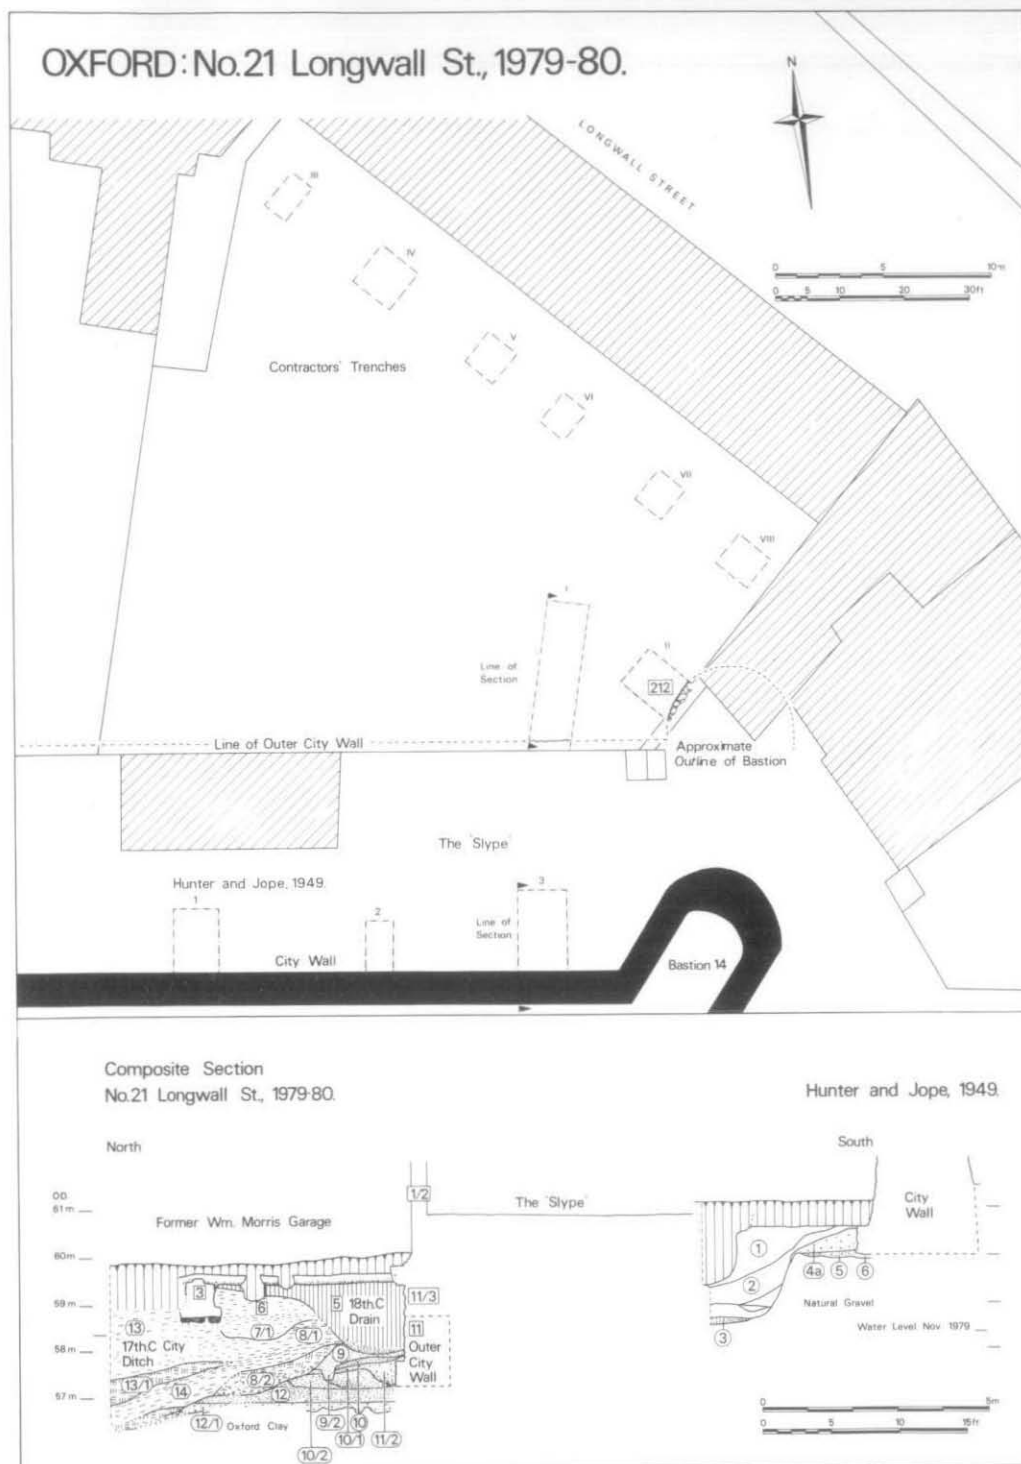 OXFORD: No.21 Longwall St., 1979-80.
N
LONGWALL STREET
0 5 10m
0 5 10 20 30ft
III
IV
V
Contractors' Trenches
VI
VII
VIII
I
II
Line of
Section
212
Line of Outer City Wall
Approximate
Outline of Bastion
The 'Slype'
Hunter and Jope, 1949.
1
2
3
Line of
Section
City Wall
Bastion 14
Composite Section
No.21 Longwall St., 1979-80.
Hunter and Jope, 1949.
North
South
O.D.
61m
1/2
The 'Slype'
City
Wall
Former Wm. Morris Garage
60m
1
4a
5
6
2
3
6
5
18th.C
Drain
11/3
59m
Natural Gravel
7/1
8/1
11
Outer
City
Wall
13
17th.C City
Ditch
3
Water Level Nov. 1979
58m
9
13/1
14
8/2
12
57m
12/1
Oxford Clay
9/2
10
10/1
11/2
10/2
0 5m
0 5 10 15ft